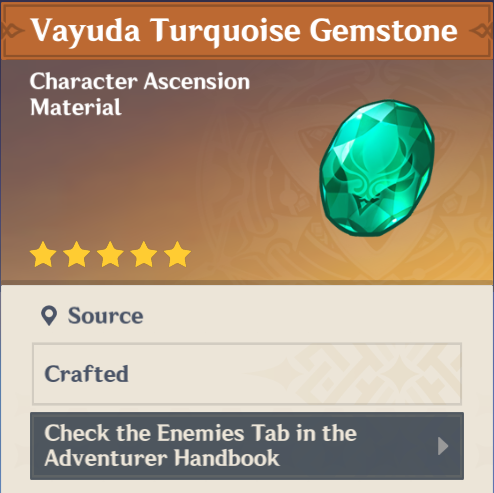 Vayuda Turquoise Gemstone
Character Ascension
Material
Source
Crafted
Check the Enemies Tab in the
Adventurer Handbook